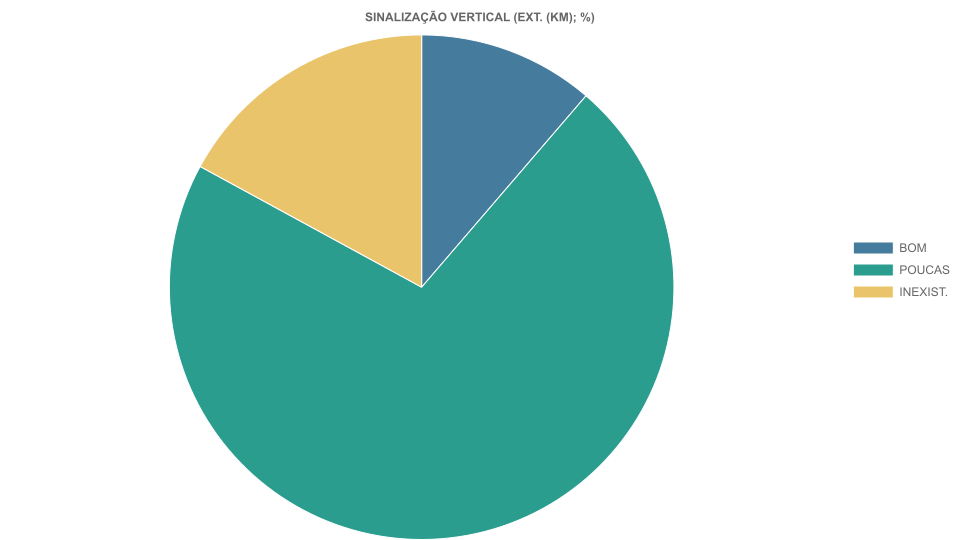 SINALIZAÇÃO VERTICAL (EXT. (KM); %)
BOM
POUCAS
INEXIST.